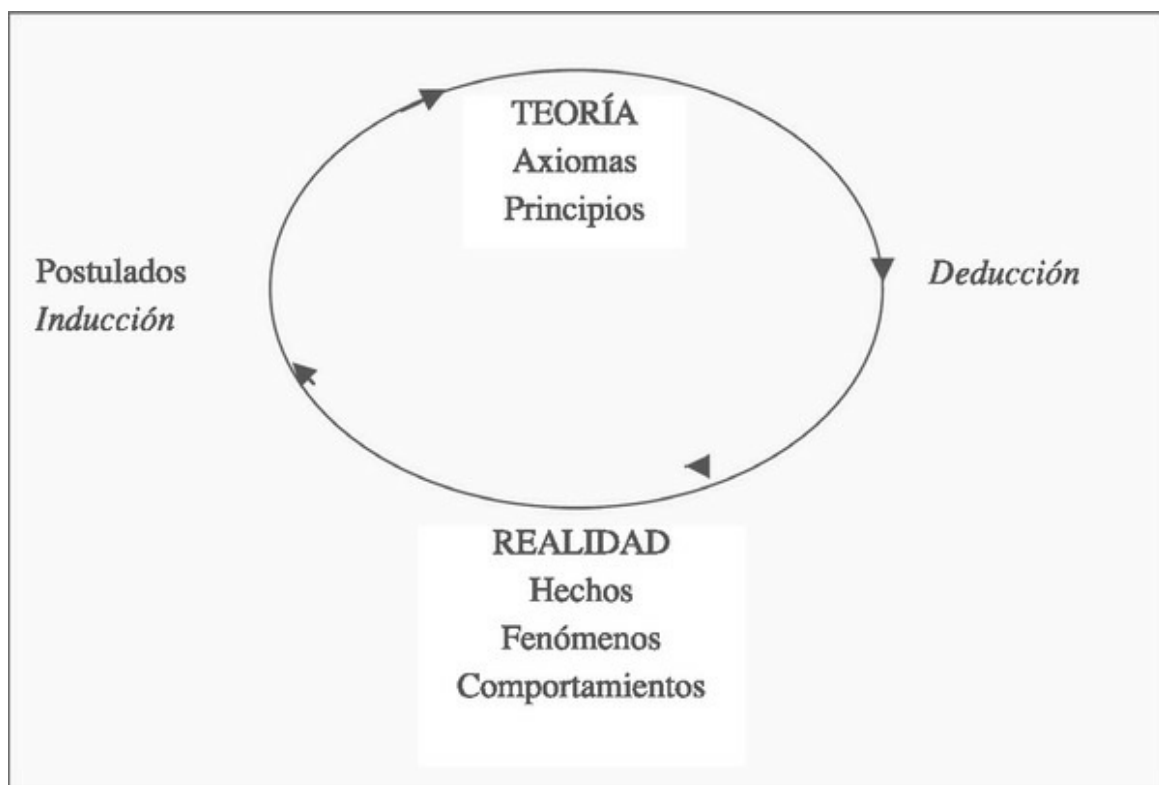 TEORÍA
Axiomas
Principios
Postulados
Inducción
Deducción
REALIDAD
Hechos
Fenómenos
Comportamientos